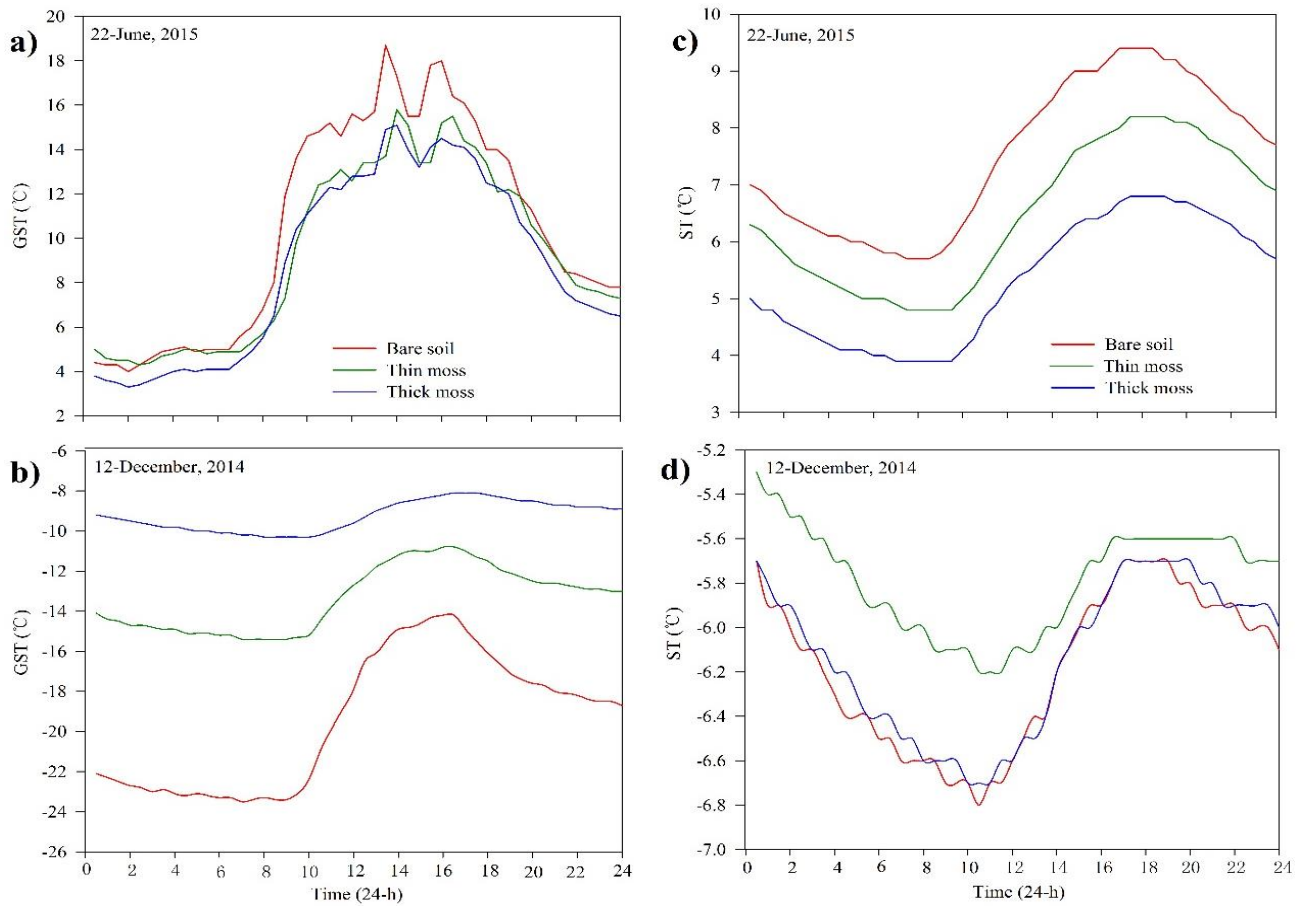 a)
22-June, 2015
20
18
16
14
12
10
8
6
4
2
GST (℃)
Bare soil
Thin moss
Thick moss
c)
22-June, 2015
10
9
8
7
6
5
4
3
ST (℃)
Bare soil
Thin moss
Thick moss
b)
12-December, 2014
-6
-8
-10
-12
-14
-16
-18
-20
-22
-24
-26
GST (℃)
0 2 4 6 8 10 12 14 16 18 20 22 24
Time (24-h)
d)
12-December, 2014
-5.2
-5.4
-5.6
-5.8
-6.0
-6.2
-6.4
-6.6
-6.8
-7.0
ST (℃)
0 2 4 6 8 10 12 14 16 18 20 22 24
Time (24-h)